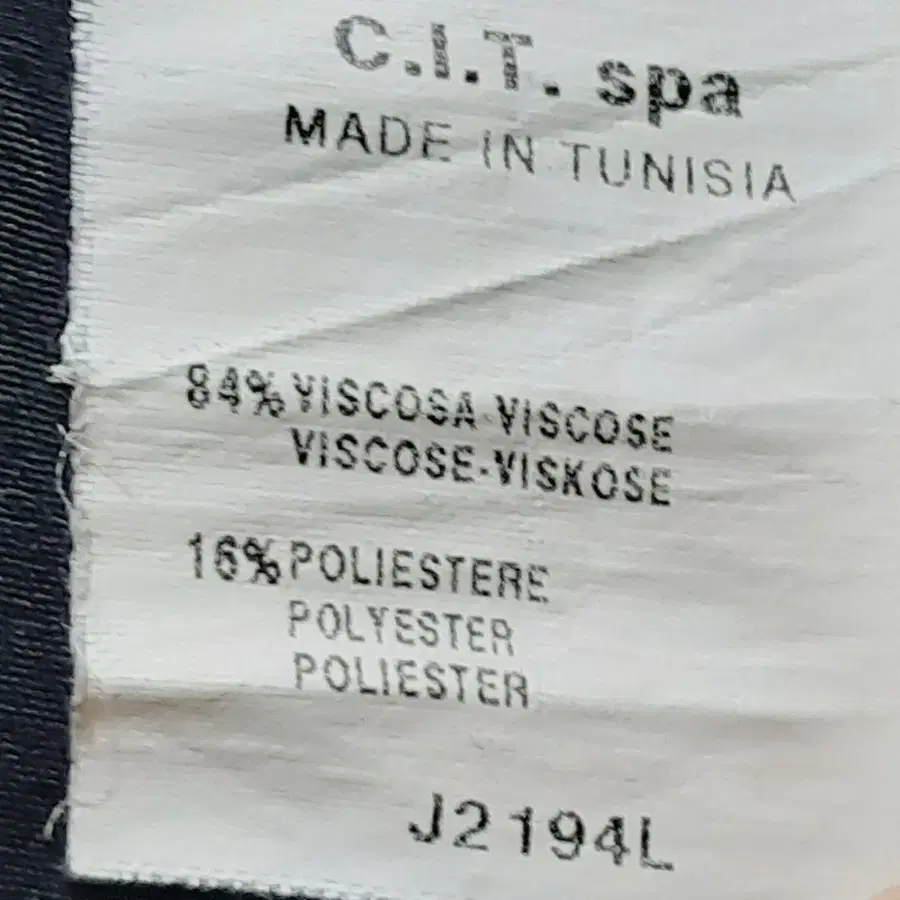 C.I.T. spa
MADE IN TUNISIA
84% VISCOSA-VISCOSE
VISCOSE-VISKOSE
16% POLIESTERE
POLYESTER
POLIESTER
J2194L